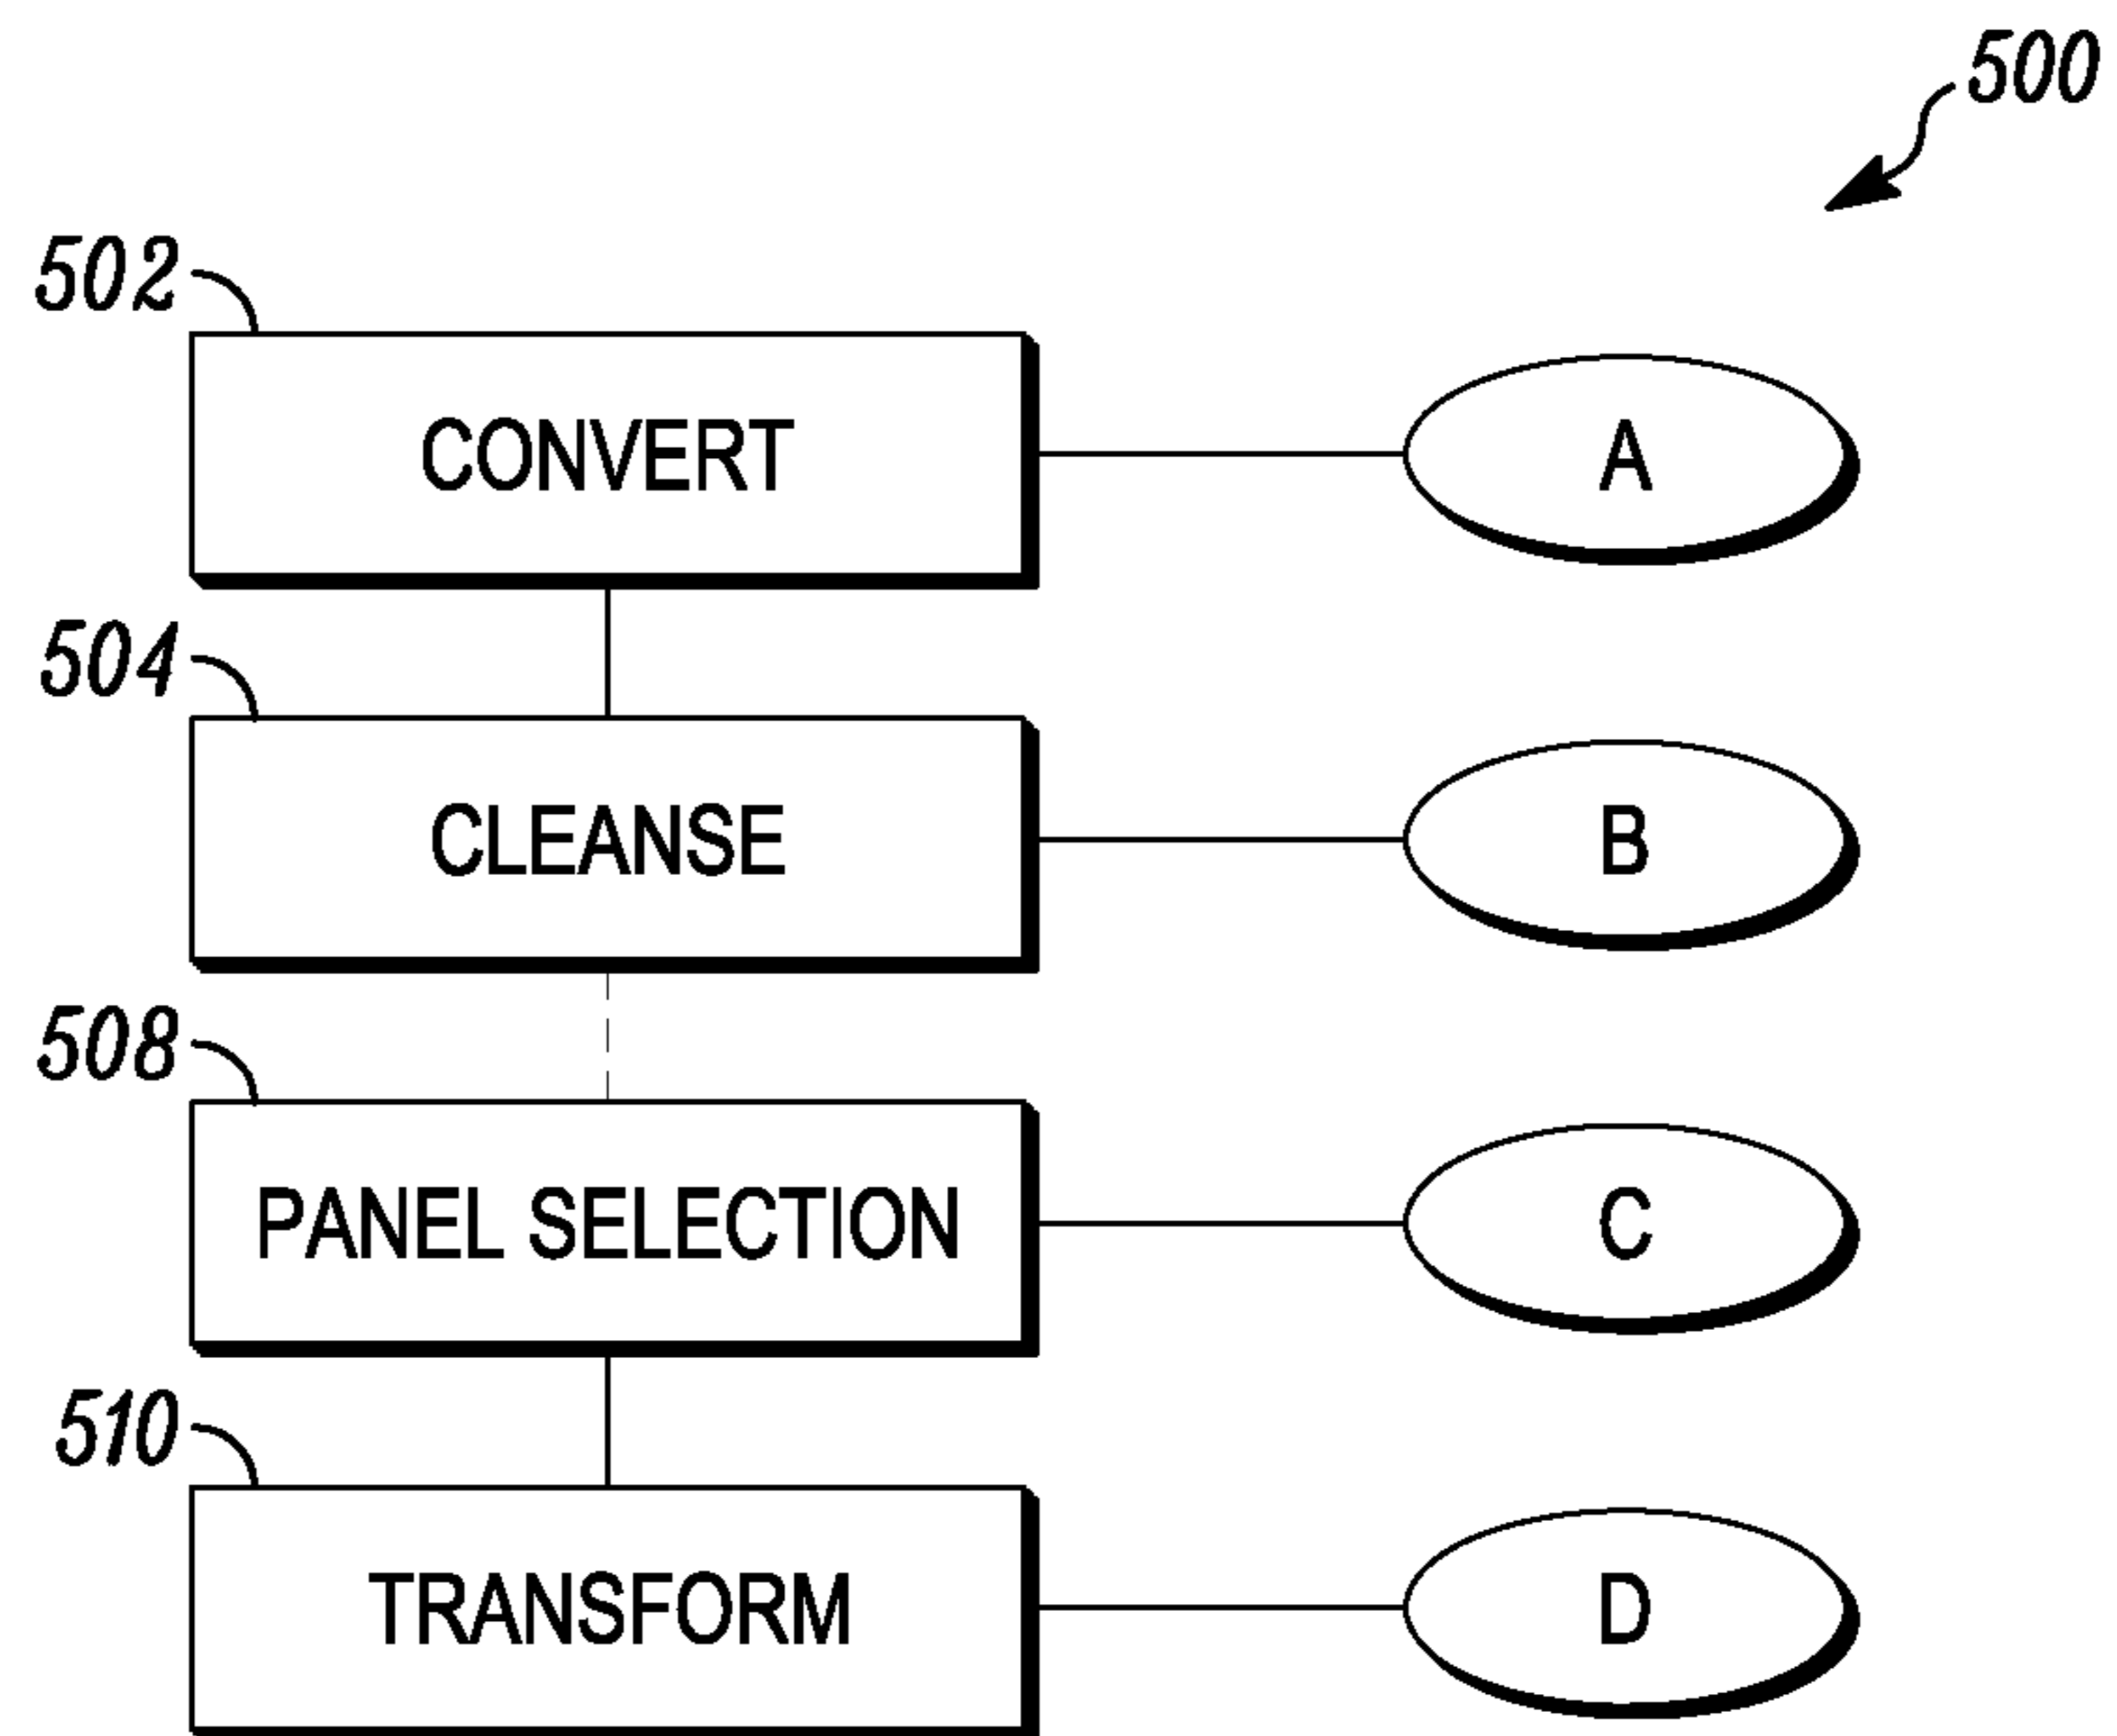 500
502
CONVERT
A
504
CLEANSE
B
508
PANEL SELECTION
C
510
TRANSFORM
D